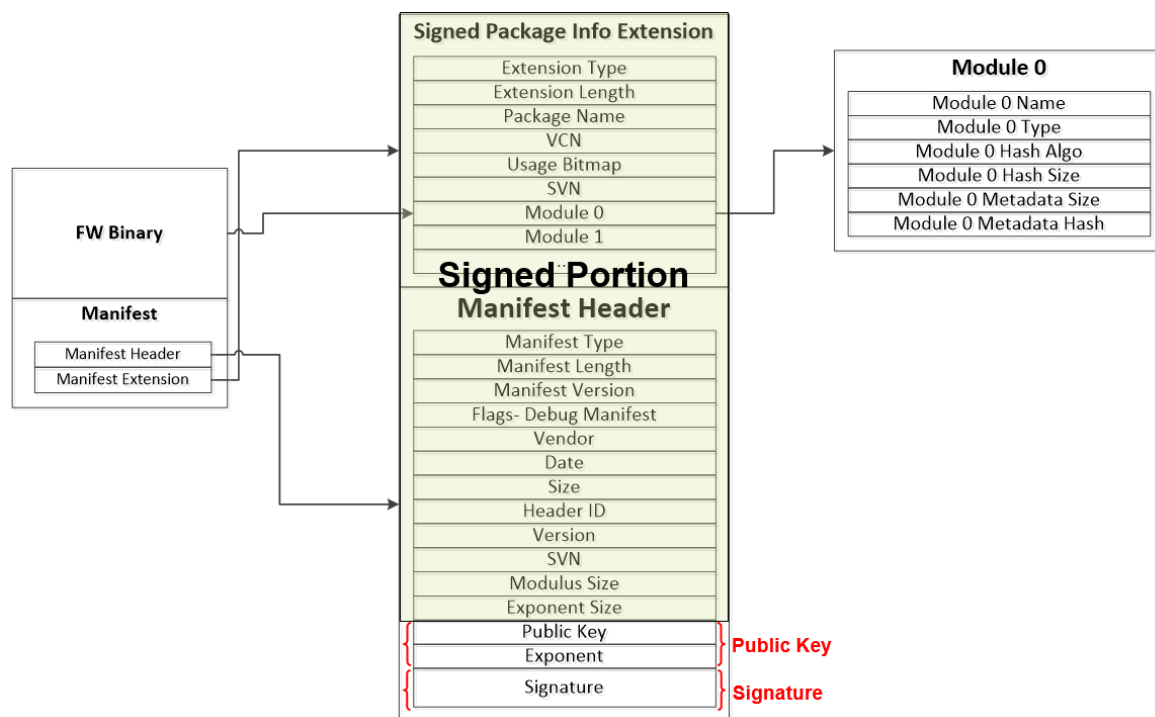 FW Binary
Manifest
Manifest Header
Manifest Extension
Signed Package Info Extension
Extension Type
Extension Length
Package Name
VCN
Usage Bitmap
SVN
Module 0
Module 1
...
Signed Portion
Manifest Header
Manifest Type
Manifest Length
Manifest Version
Flags- Debug Manifest
Vendor
Date
Size
Header ID
Version
SVN
Modulus Size
Exponent Size
Public Key
Exponent
Public Key
Signature
Signature
Module 0
Module 0 Name
Module 0 Type
Module 0 Hash Algo
Module 0 Hash Size
Module 0 Metadata Size
Module 0 Metadata Hash